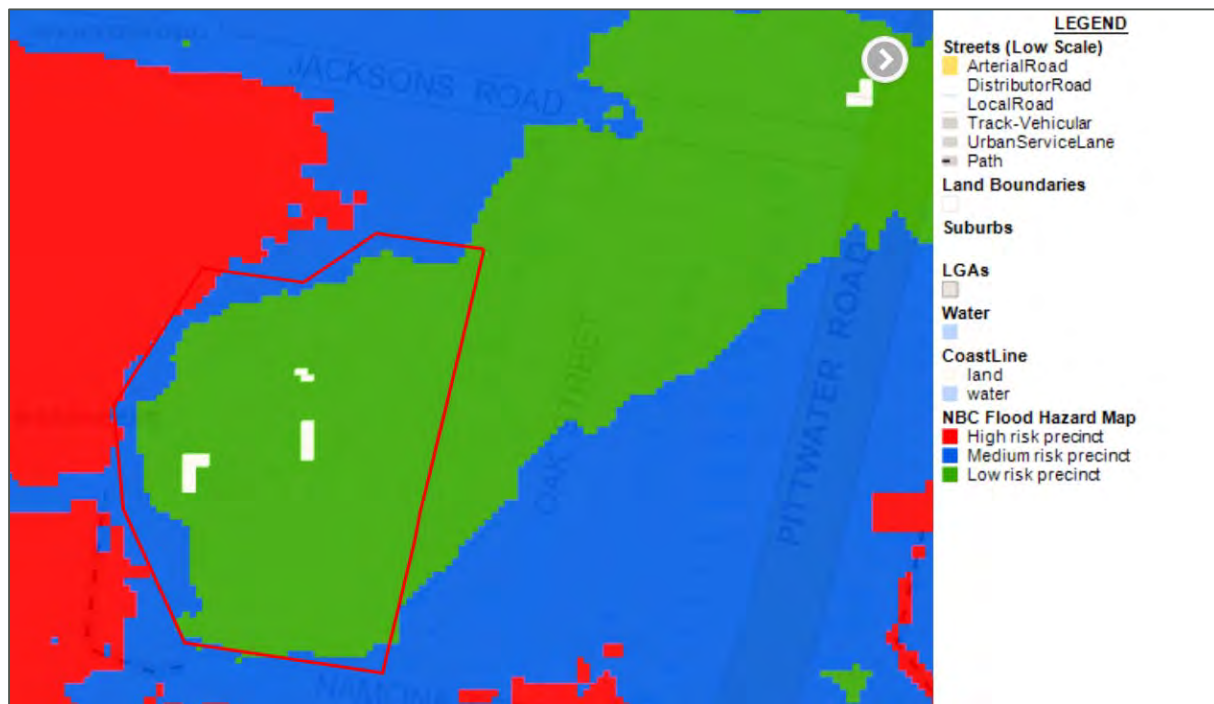 JACKSONS ROAD
OAK STREET
PITTWATER ROAD
LEGEND
Streets (Low Scale)
ArterialRoad
DistributorRoad
LocalRoad
Track-Vehicular
UrbanServiceLane
Path
Land Boundaries
Suburbs
LGAs
Water
CoastLine
land
water
NBC Flood Hazard Map
High risk precinct
Medium risk precinct
Low risk precinct